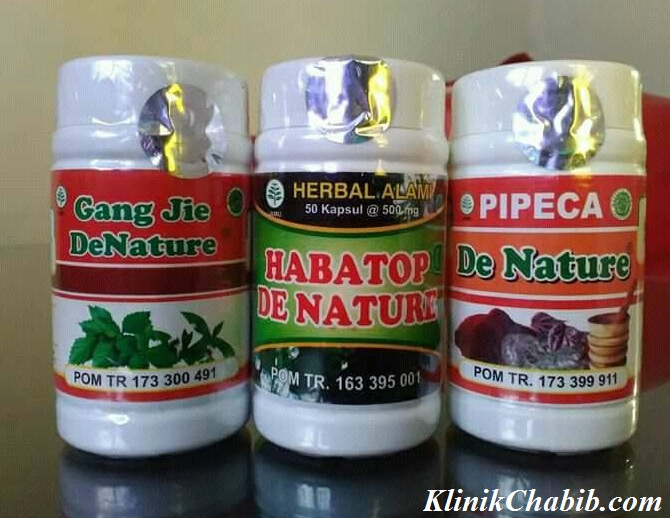 Gang Jie
DeNature
POM TR 173 300 491
HERBAL ALAMI
50 Kapsul @ 500 mg
HABATOP
DE NATURE
POM TR. 163 395 001
PIPECA
De Nature
POM TR. 173 399 911
KlinikChabib.com